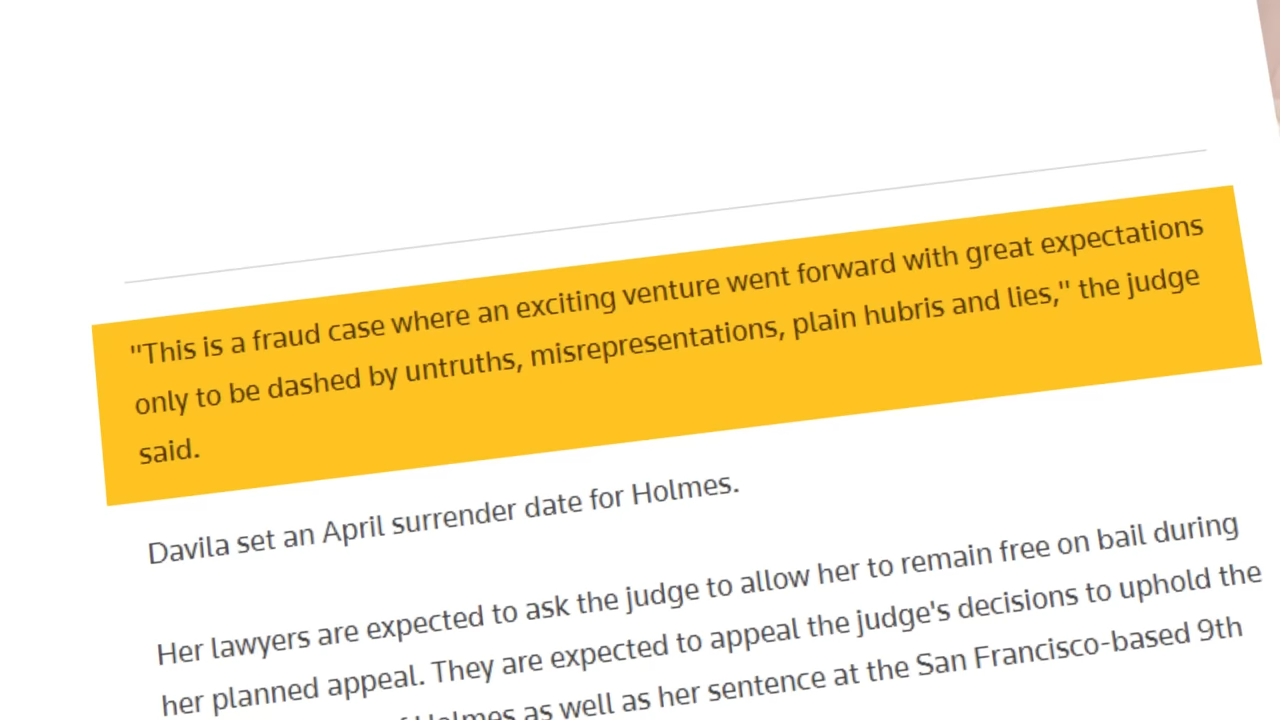 "This is a fraud case where an exciting venture went forward with great expectations
only to be dashed by untruths, misrepresentations, plain hubris and lies," the judge
said.
Davila set an April surrender date for Holmes.
Her lawyers are expected to ask the judge to allow her to remain free on bail during
her planned appeal. They are expected to appeal the judge's decisions to uphold the
Holmes as well as her sentence at the San Francisco-based 9th